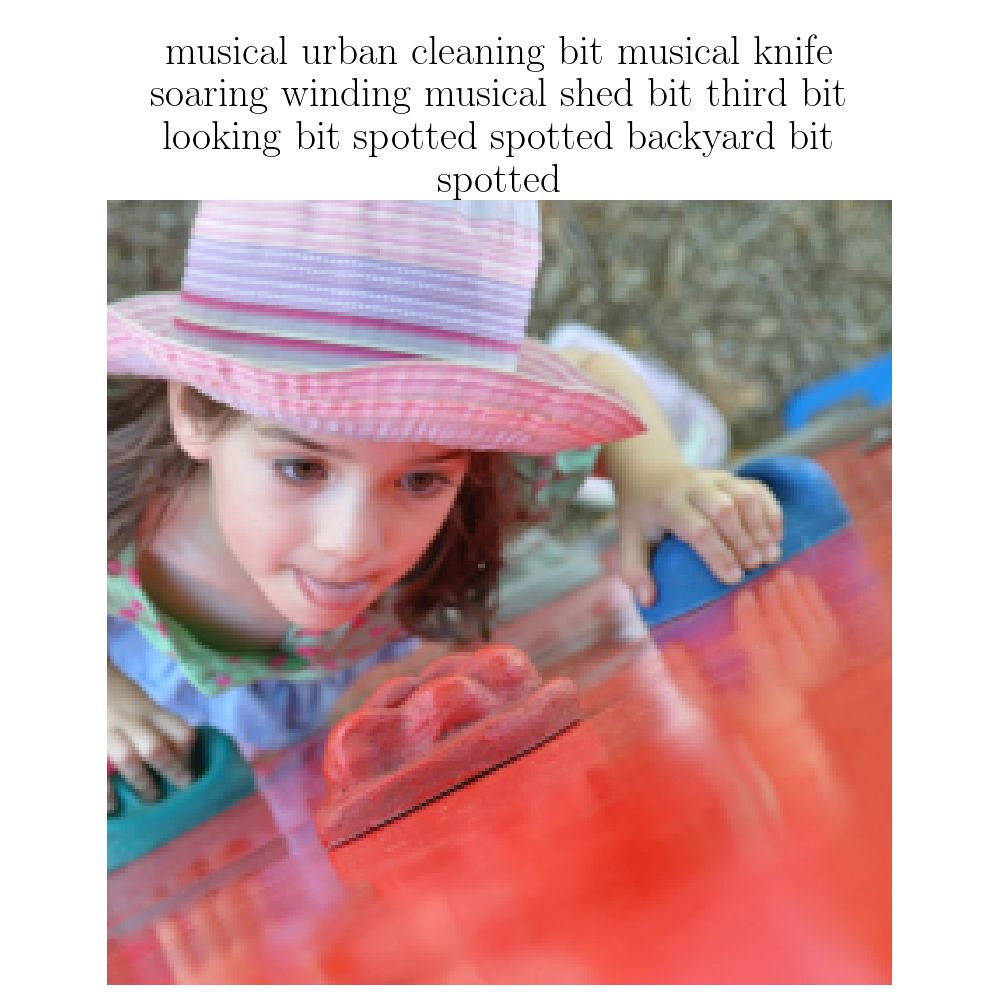 musical urban cleaning bit musical knife
soaring winding musical shed bit third bit
looking bit spotted spotted backyard bit
spotted